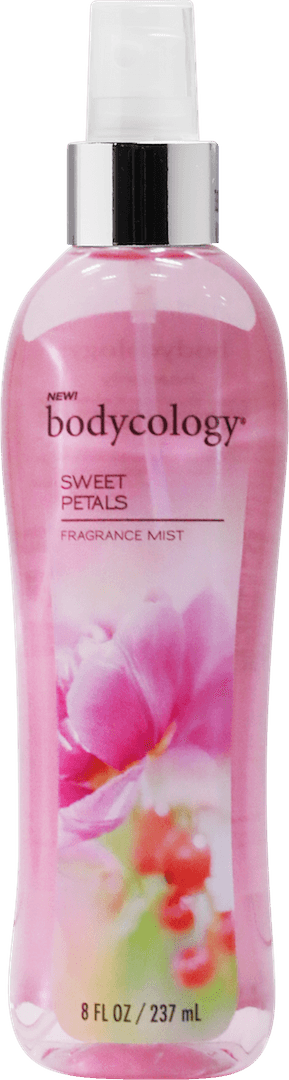 NEW!
bodycology®
SWEET
PETALS
FRAGRANCE MIST
8 FL OZ / 237 mL